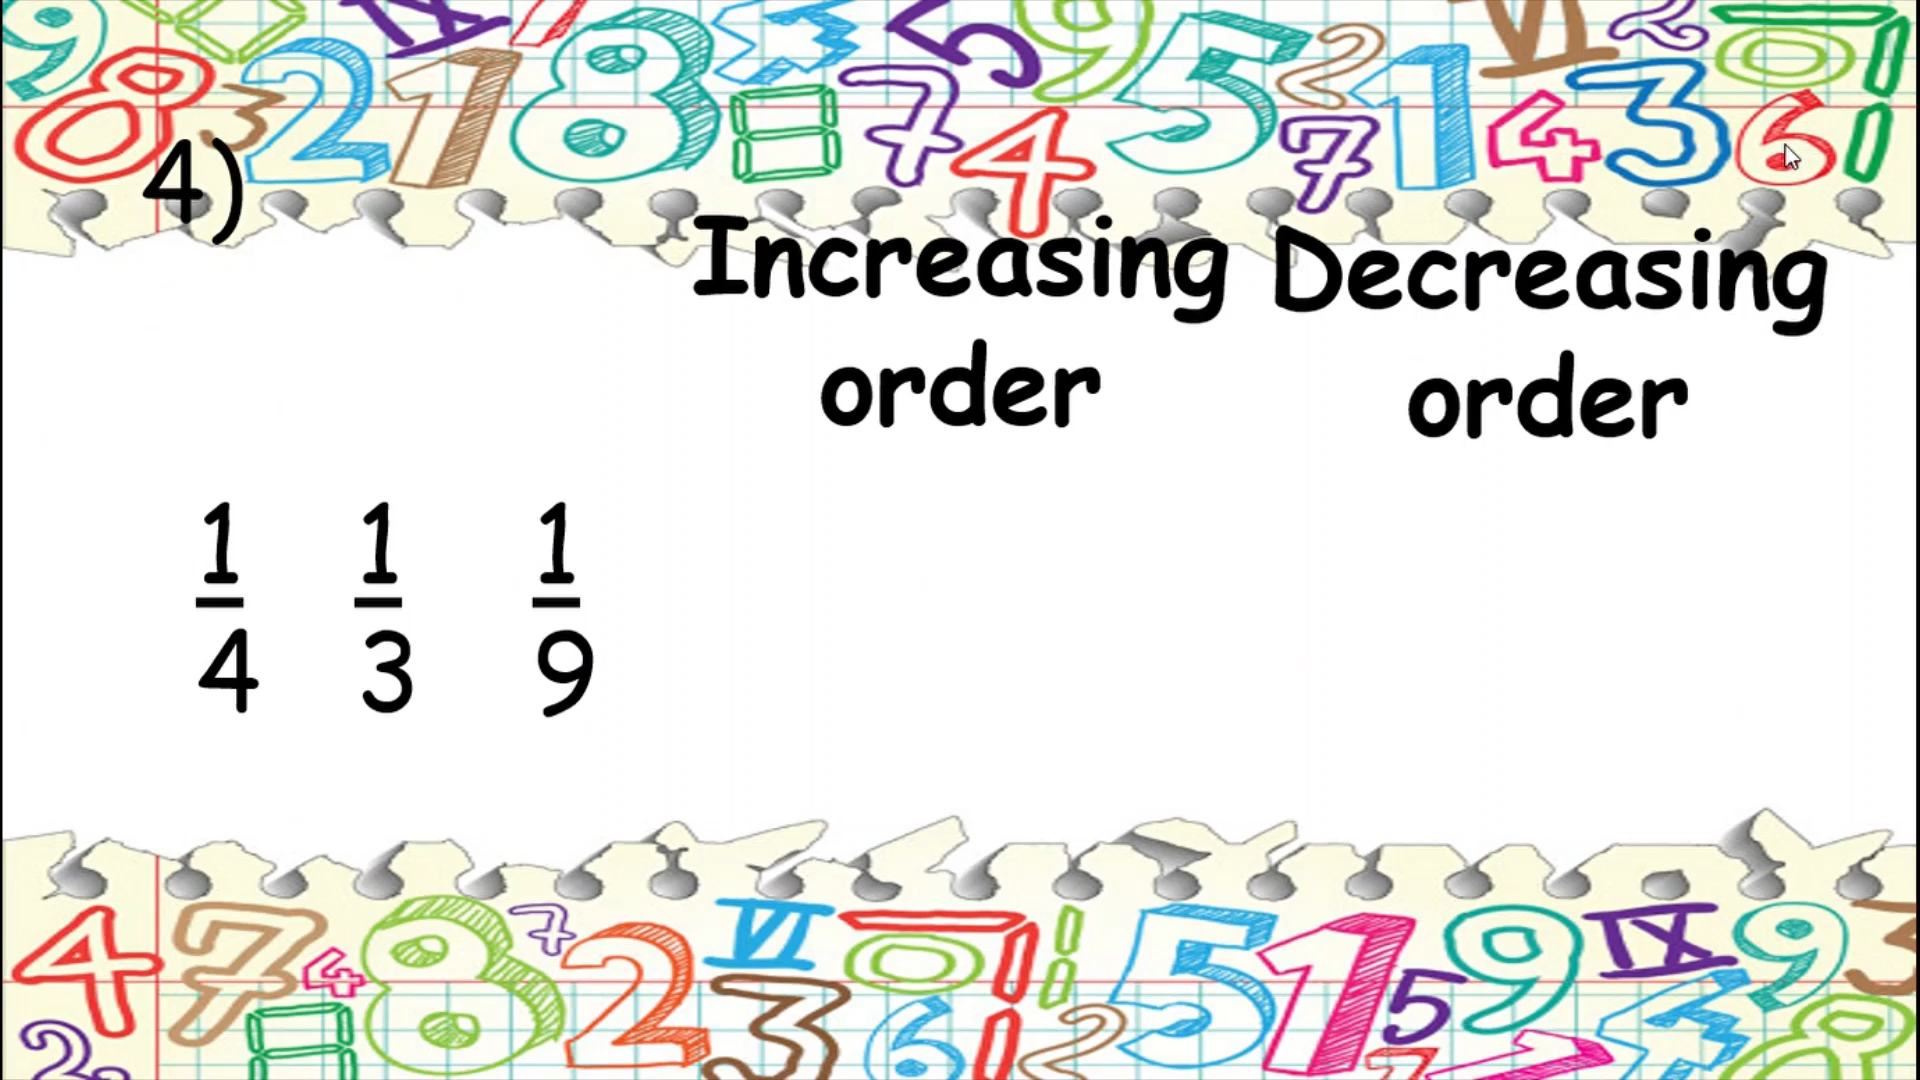 4)
Increasing Decreasing
order order
1 1 1
4 3 9